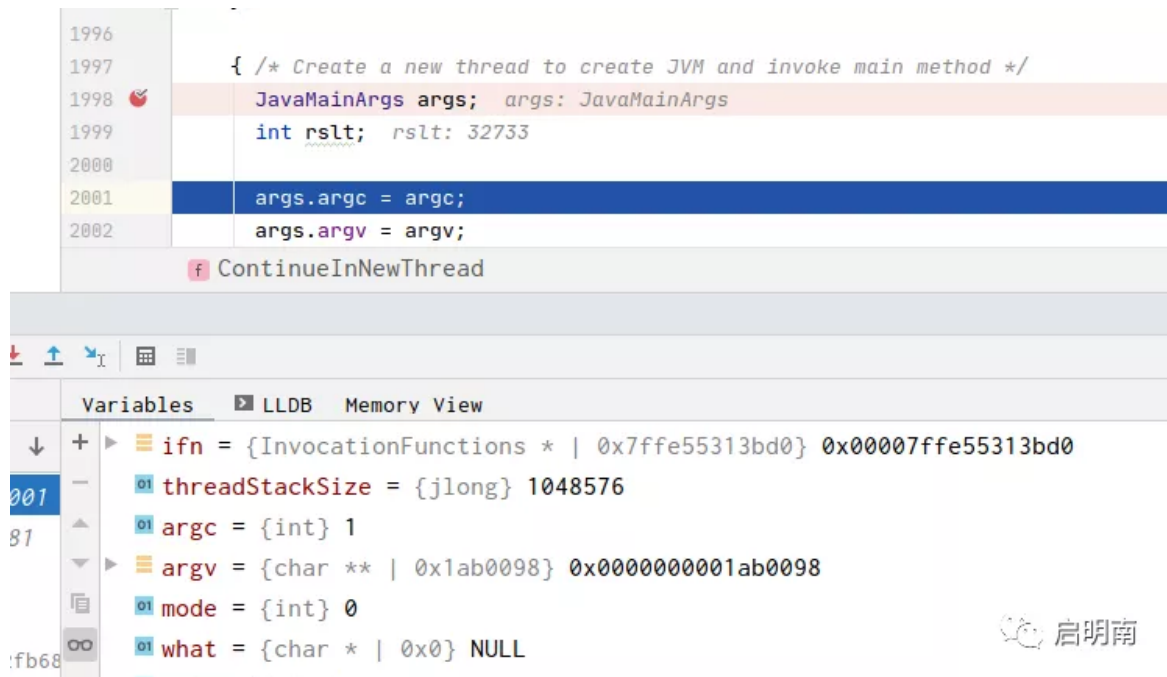 1996
1997 { /* Create a new thread to create JVM and invoke main method */
1998 JavaMainArgs args; args: JavaMainArgs
1999 int rslt; rslt: 32733
2000
2001 args.argc = argc;
2002 args.argv = argv;
f ContinueInNewThread
Variables LLDB Memory View
ifn = {InvocationFunctions * | 0x7ffe55313bd0} 0x00007ffe55313bd0
001 threadStackSize = {jlong} 1048576
81 argc = {int} 1
argv = {char ** | 0x1ab0098} 0x0000000001ab0098
mode = {int} 0
fb68 what = {char * | 0x0} NULL
启明南